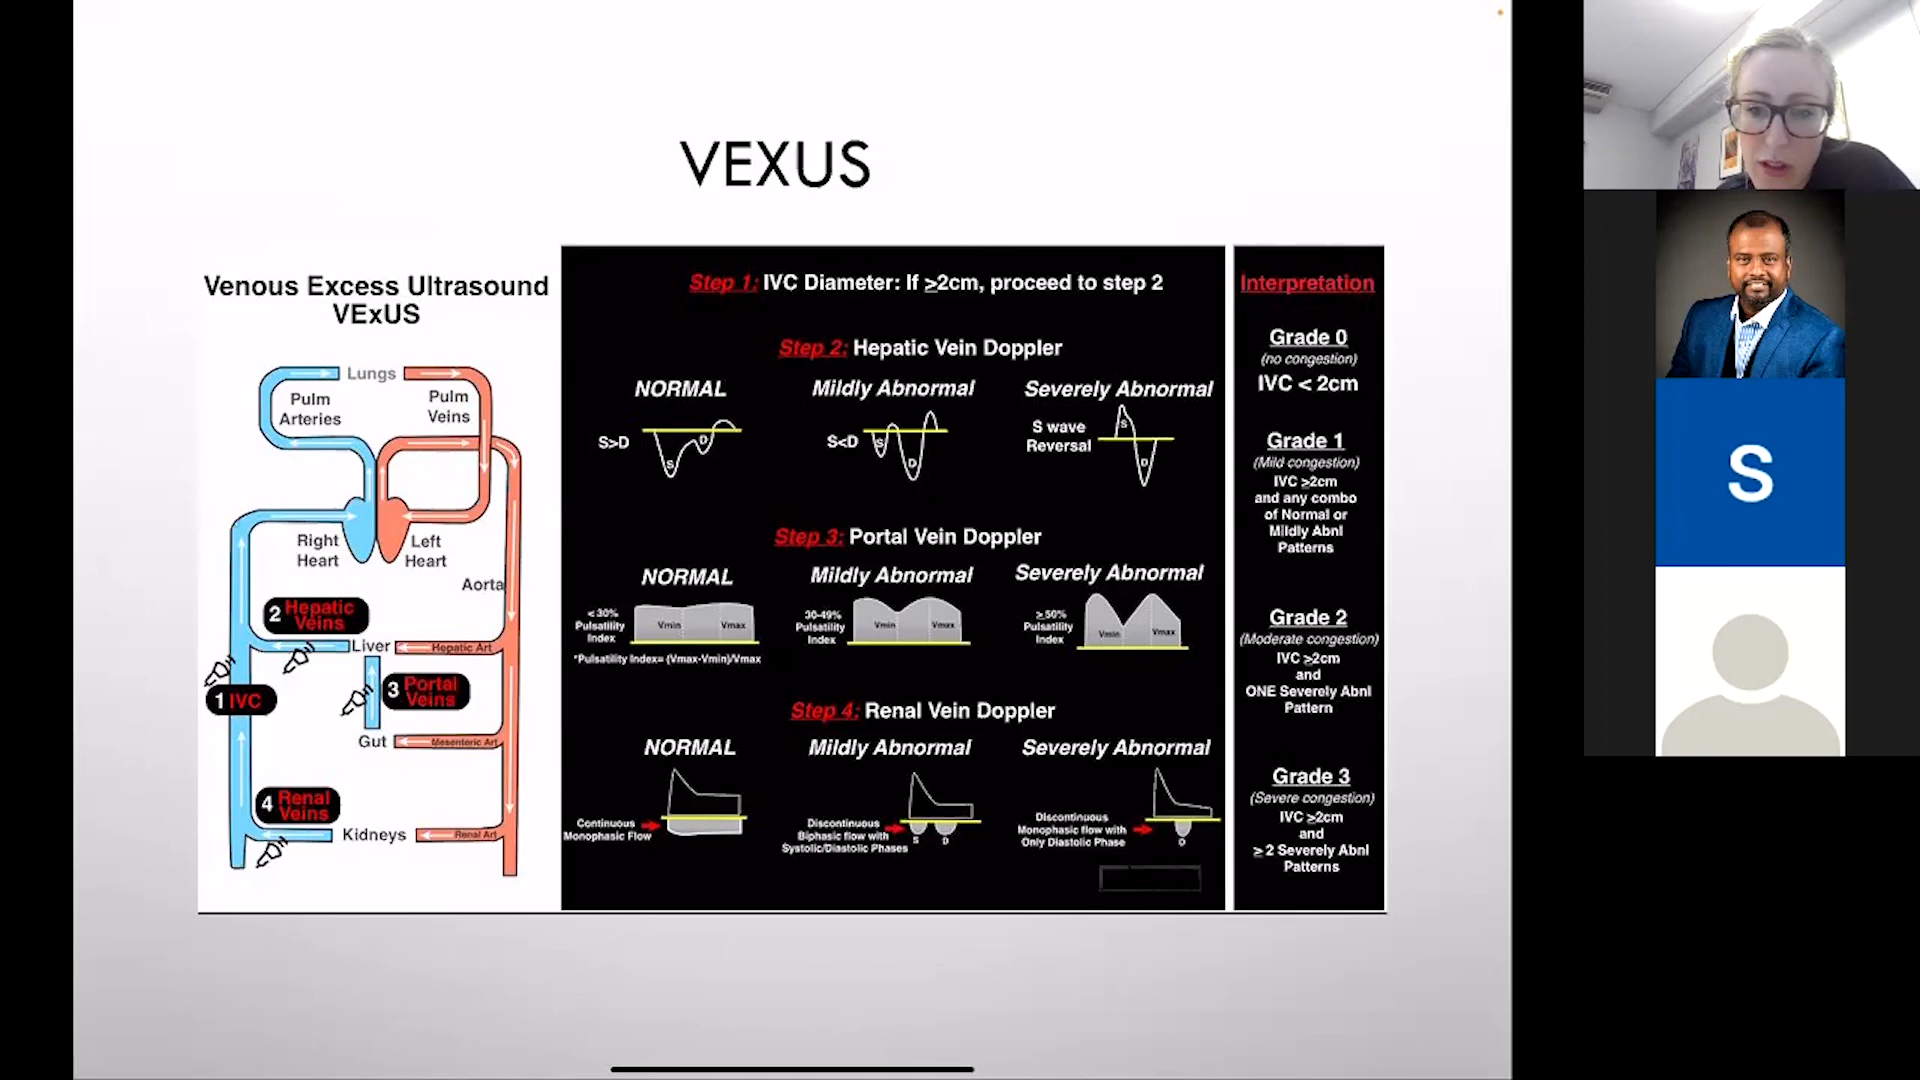 VEXUS
Venous Excess Ultrasound
VExUS
Lungs
Pulm
Arteries
Pulm
Veins
Right
Heart
Left
Heart
Aorta
2 Hepatic
Veins
Liver
Hepatic Art
1 IVC
3 Portal
Veins
Gut
Mesenteric Art
4 Renal
Veins
Kidneys
Renal Art
Step 1: IVC Diameter: If ≥2cm, proceed to step 2
Step 2: Hepatic Vein Doppler
NORMAL
S>D
S
D
Mildly Abnormal
S<D
S
D
Severely Abnormal
S wave
Reversal
S
D
Step 3: Portal Vein Doppler
NORMAL
<30%
Pulsatility
Index
Vmin
Vmax
*Pulsatility Index= (Vmax-Vmin)/Vmax
Mildly Abnormal
30-49%
Pulsatility
Index
Vmin
Vmax
Severely Abnormal
≥50%
Pulsatility
Index
Vmin
Vmax
Step 4: Renal Vein Doppler
NORMAL
Continuous
Monophasic Flow
Mildly Abnormal
Discontinuous
Biphasic flow with
Systolic/Diastolic Phases
S
D
Severely Abnormal
Discontinuous
Monophasic flow with
Only Diastolic Phase
D
Interpretation
Grade 0
(no congestion)
IVC < 2cm
Grade 1
(Mild congestion)
IVC ≥2cm
and any combo
of Normal or
Mildly Abnl
Patterns
Grade 2
(Moderate congestion)
IVC ≥2cm
and
ONE Severely Abnl
Pattern
Grade 3
(Severe congestion)
IVC ≥2cm
and
≥ 2 Severely Abnl
Patterns
S